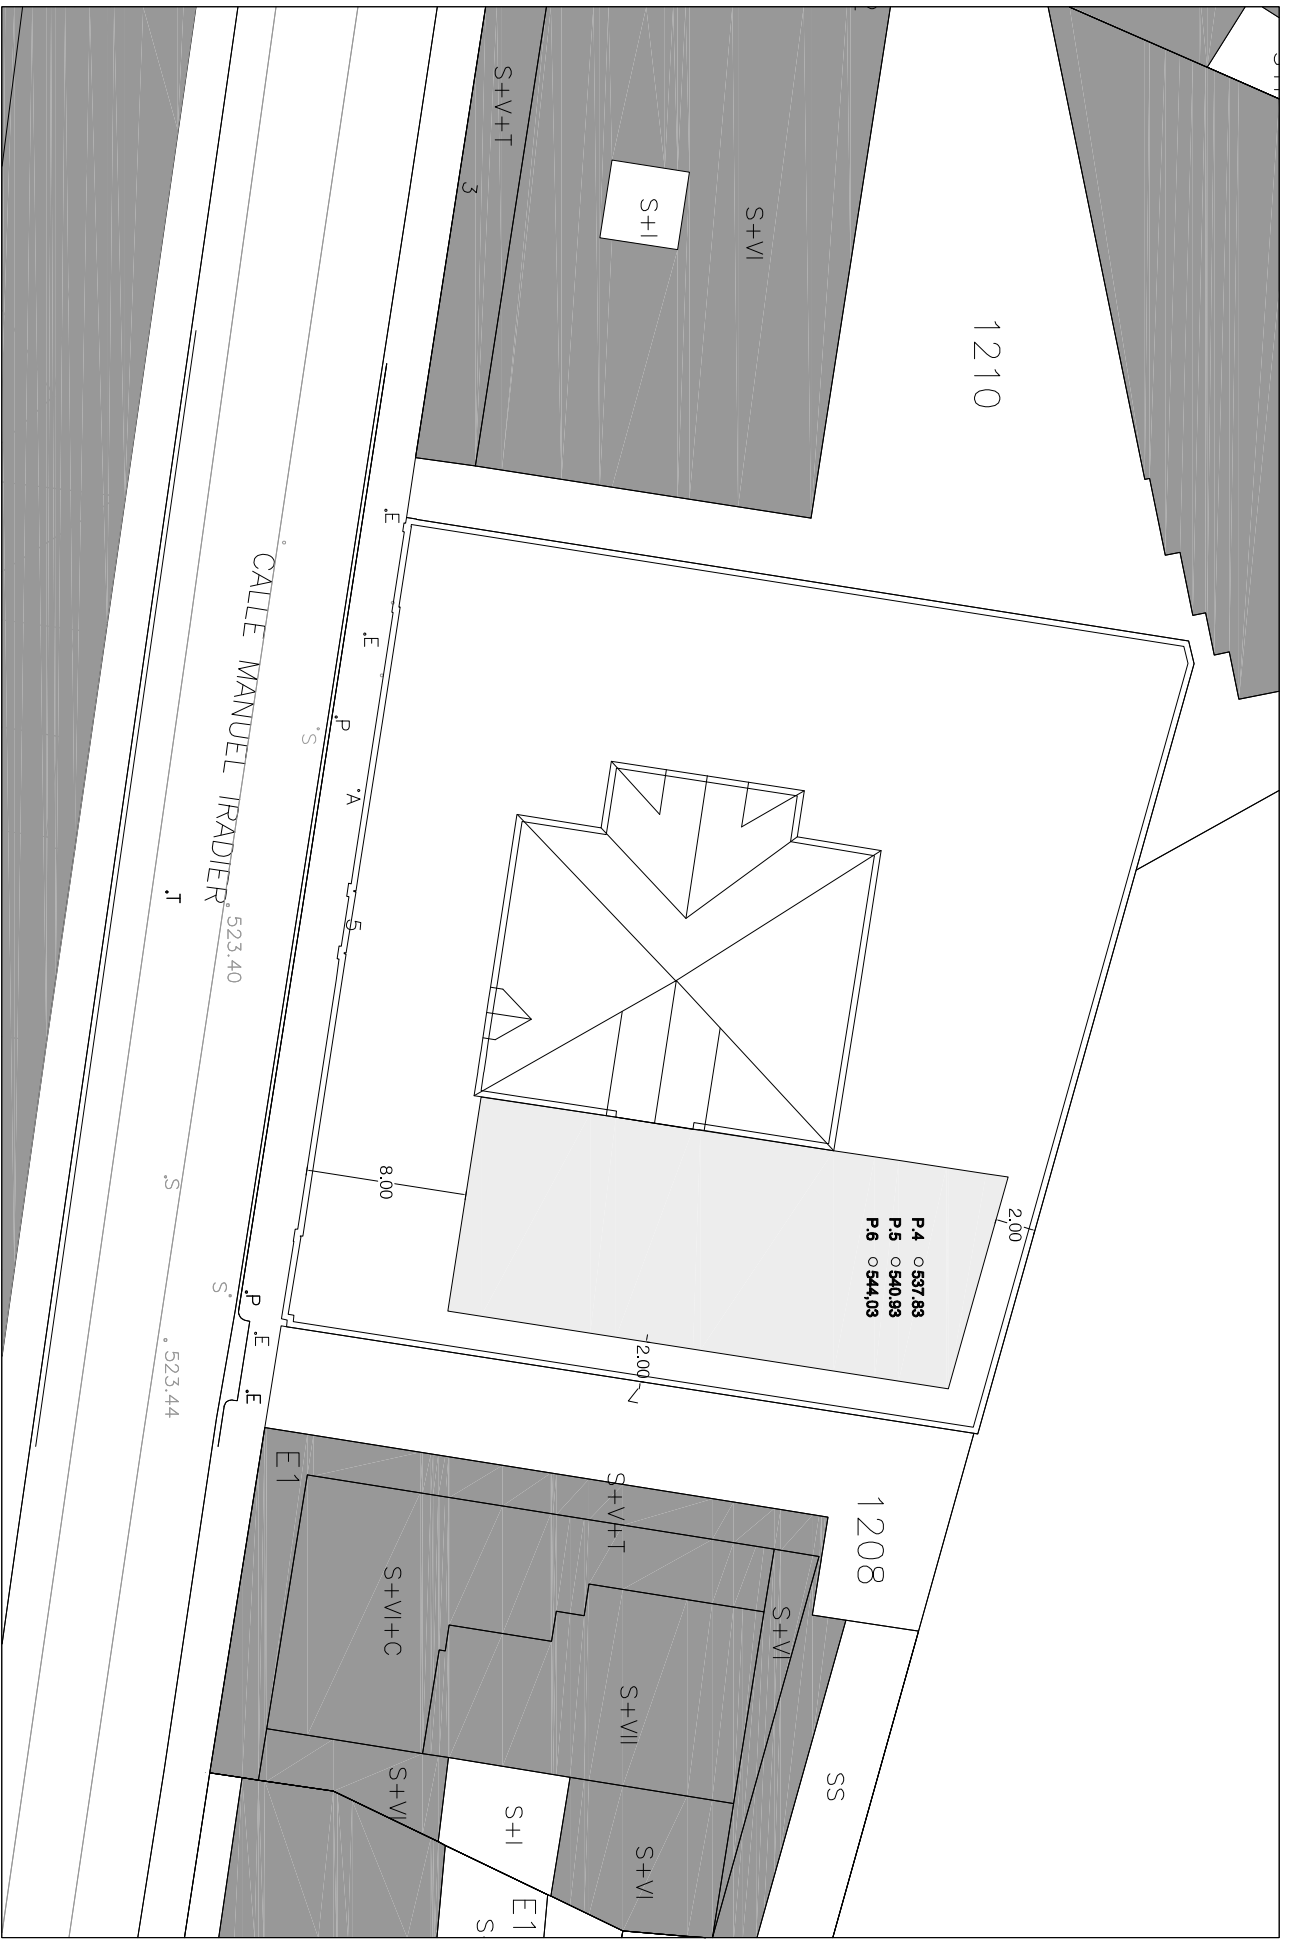 S+V+T
3
S+I
S+VI
1210
.E
.E
.P
.S
.A
CALLE MANUEL IRADIER
.T
.523.40
5
8.00
2.00
P.4 ○ 537.83
P.5 ○ 540.93
P.6 ○ 544,03
2.00
.S
S.
.P
.E
.E
.523.44
E1
S+V+T
1208
S+VI+C
S+VI
S+VII
SS
S+VI
S+I
S+VI
E1
S